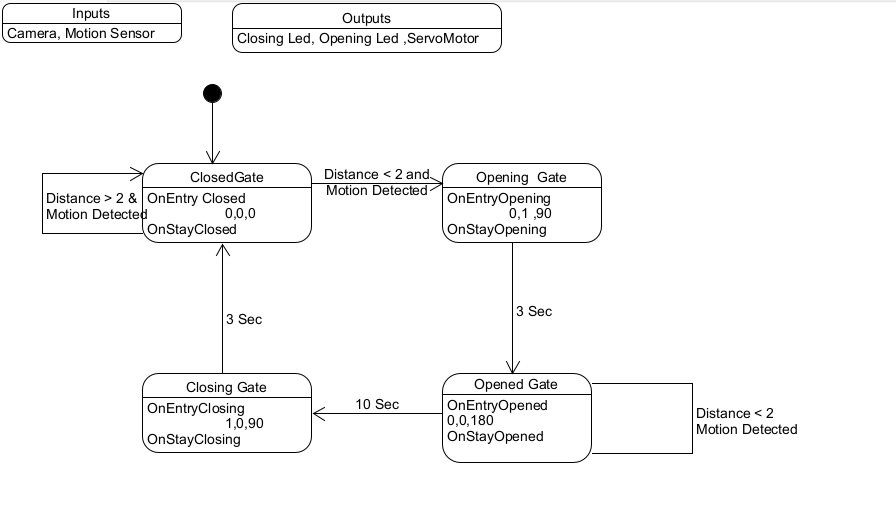 Inputs
Camera, Motion Sensor
Outputs
Closing Led, Opening Led ,ServoMotor
ClosedGate
OnEntry Closed
0,0,0
OnStayClosed
Distance > 2 &
Motion Detected
Distance < 2 and
Motion Detected
Opening  Gate
OnEntryOpening
0,1 ,90
OnStayOpening
3 Sec
3 Sec
Closing Gate
OnEntryClosing
1,0,90
OnStayClosing
10 Sec
Opened Gate
OnEntryOpened
0,0,180
OnStayOpened
Distance < 2
Motion Detected